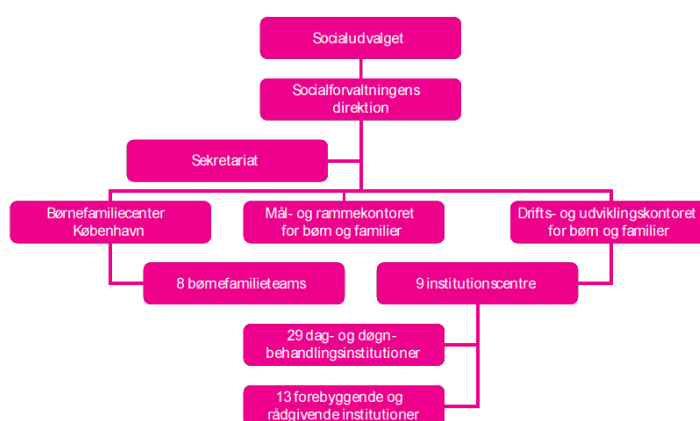 Socialudvalget
Socialforvaltningens
direktion
Sekretariat
Børnefamiliecenter
København
Mål- og rammekontoret
for børn og familier
Drifts- og udviklingskontoret
for børn og familier
8 børnefamilieteams
9 institutionscentre
29 dag- og døgn-
behandlingsinstitutioner
13 forebyggende og
rådgivende institutioner